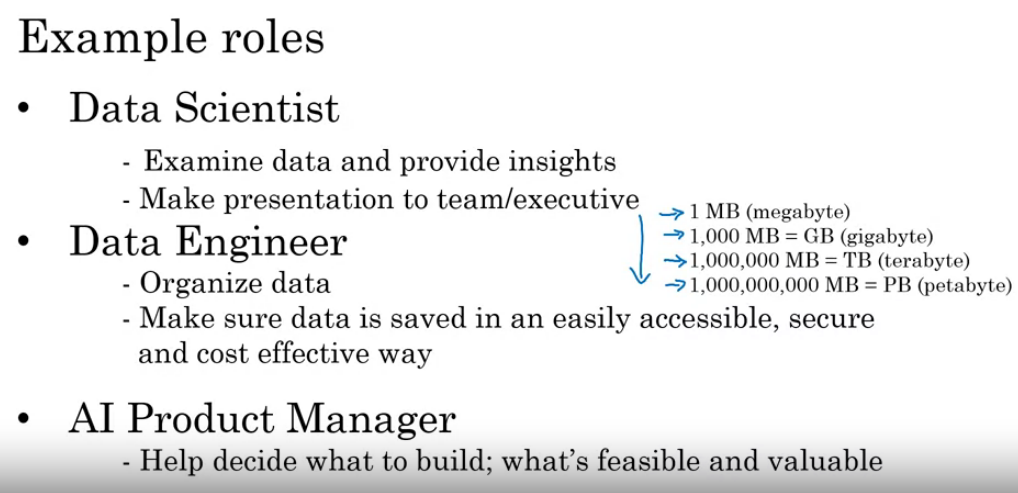 Example roles
• Data Scientist
- Examine data and provide insights
- Make presentation to team/executive
→ 1 MB (megabyte)
→ 1,000 MB = GB (gigabyte)
→ 1,000,000 MB = TB (terabyte)
→ 1,000,000,000 MB = PB (petabyte)
• Data Engineer
- Organize data
- Make sure data is saved in an easily accessible, secure
and cost effective way
• AI Product Manager
- Help decide what to build; what's feasible and valuable